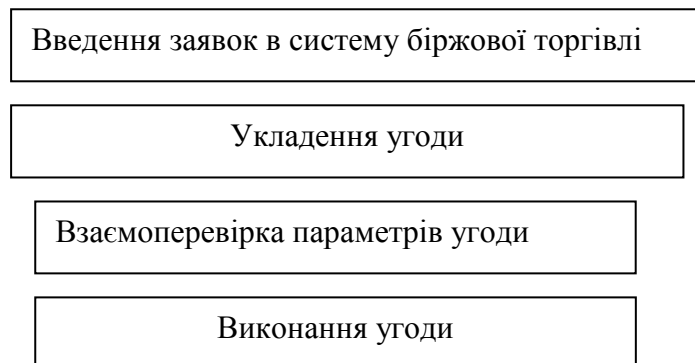 Введення заявок в систему біржової торгівлі
Укладення угоди
Взаємоперевірка параметрів угоди
Виконання угоди